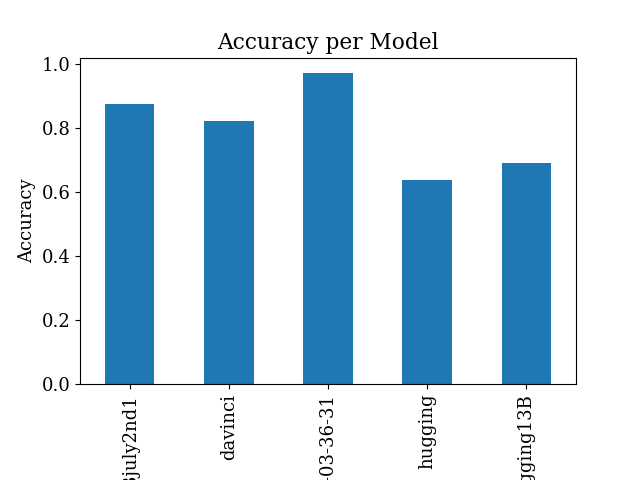 Accuracy per Model
Accuracy
1.0
0.8
0.6
0.4
0.2
0.0
july2nd1
davinci
-03-36-31
hugging
gging13B